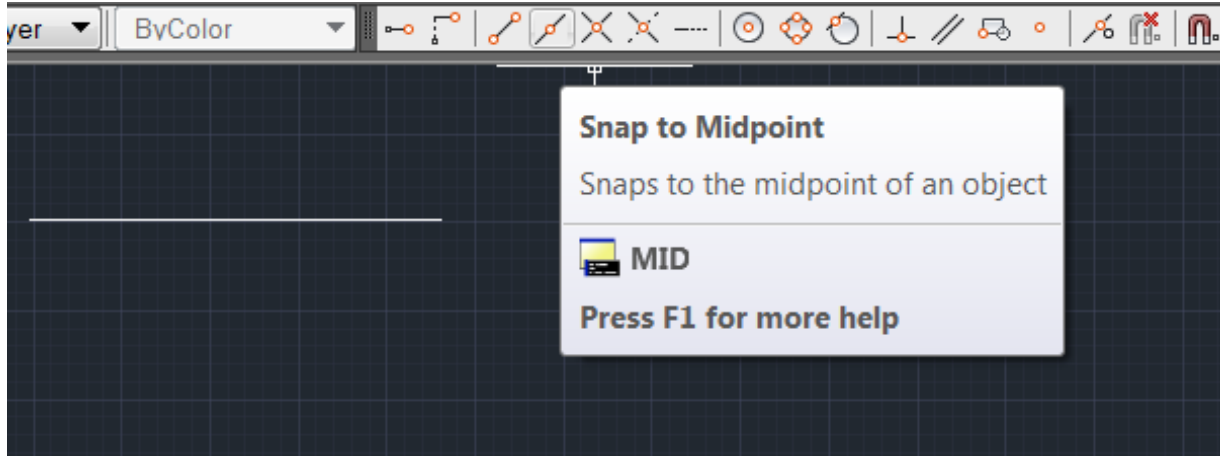 yer ByColor
Snap to Midpoint
Snaps to the midpoint of an object
MID
Press F1 for more help